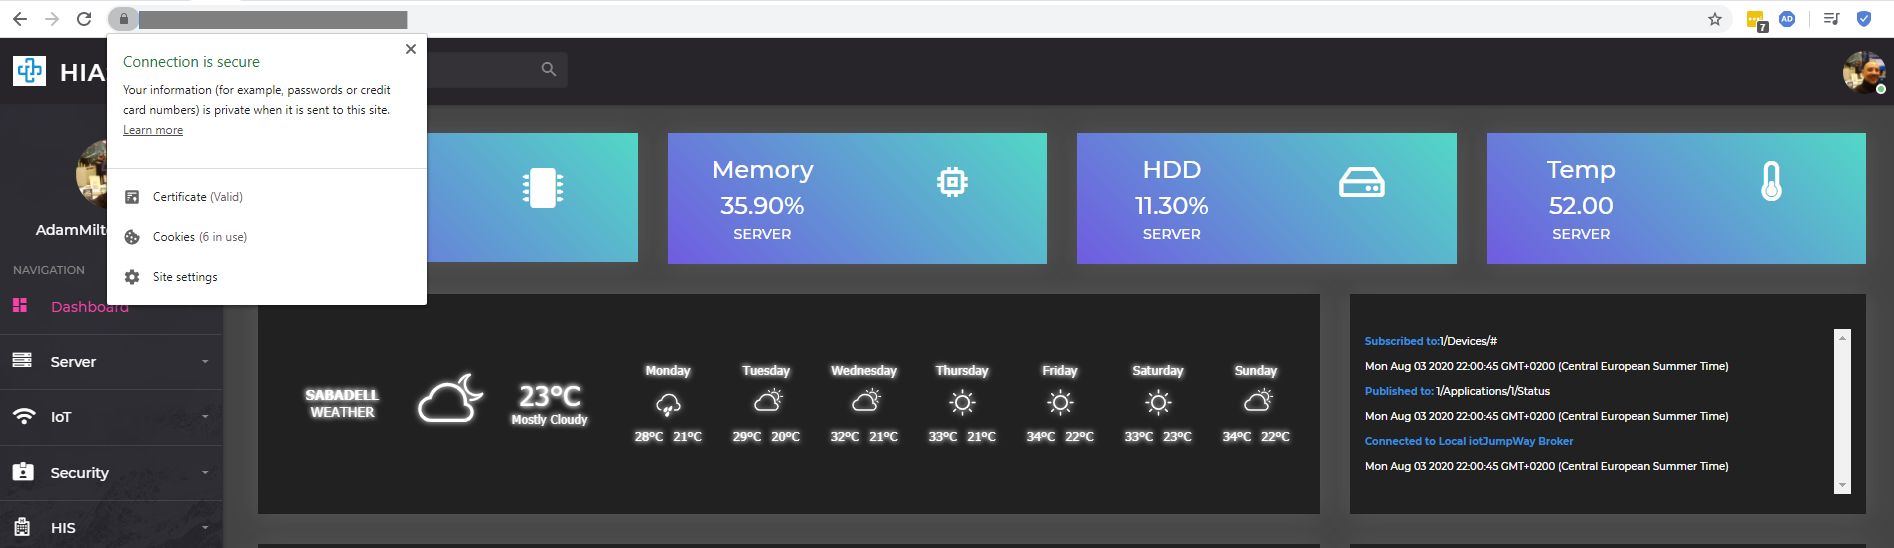 7
AD
Connection is secure
Your information (for example, passwords or credit
card numbers) is private when it is sent to this site.
Learn more
Certificate (Valid)
Cookies (6 in use)
Site settings
HIA
AdamMilt
NAVIGATION
Dashboard
Server
IoT
Security
HIS
Memory
35.90%
SERVER
HDD
11.30%
SERVER
Temp
52.00
SERVER
SABADELL
WEATHER
23°C
Mostly Cloudy
Monday
28°C 21°C
Tuesday
29°C 20°C
Wednesday
32°C 21°C
Thursday
33°C 21°C
Friday
34°C 22°C
Saturday
33°C 23°C
Sunday
34°C 22°C
Subscribed to:1/Devices/#
Mon Aug 03 2020 22:00:45 GMT+0200 (Central European Summer Time)
Published to: 1/Applications/1/Status
Mon Aug 03 2020 22:00:45 GMT+0200 (Central European Summer Time)
Connected to Local iotJumpWay Broker
Mon Aug 03 2020 22:00:45 GMT+0200 (Central European Summer Time)